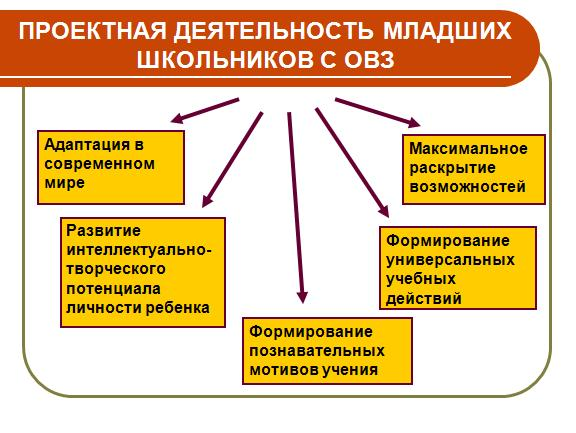 ПРОЕКТНАЯ ДЕЯТЕЛЬНОСТЬ МЛАДШИХ
ШКОЛЬНИКОВ С ОВЗ
Адаптация в
современном
мире
Развитие
интеллектуально-
творческого
потенциала
личности ребенка
Формирование
познавательных
мотивов учения
Формирование
универсальных
учебных
действий
Максимальное
раскрытие
возможностей